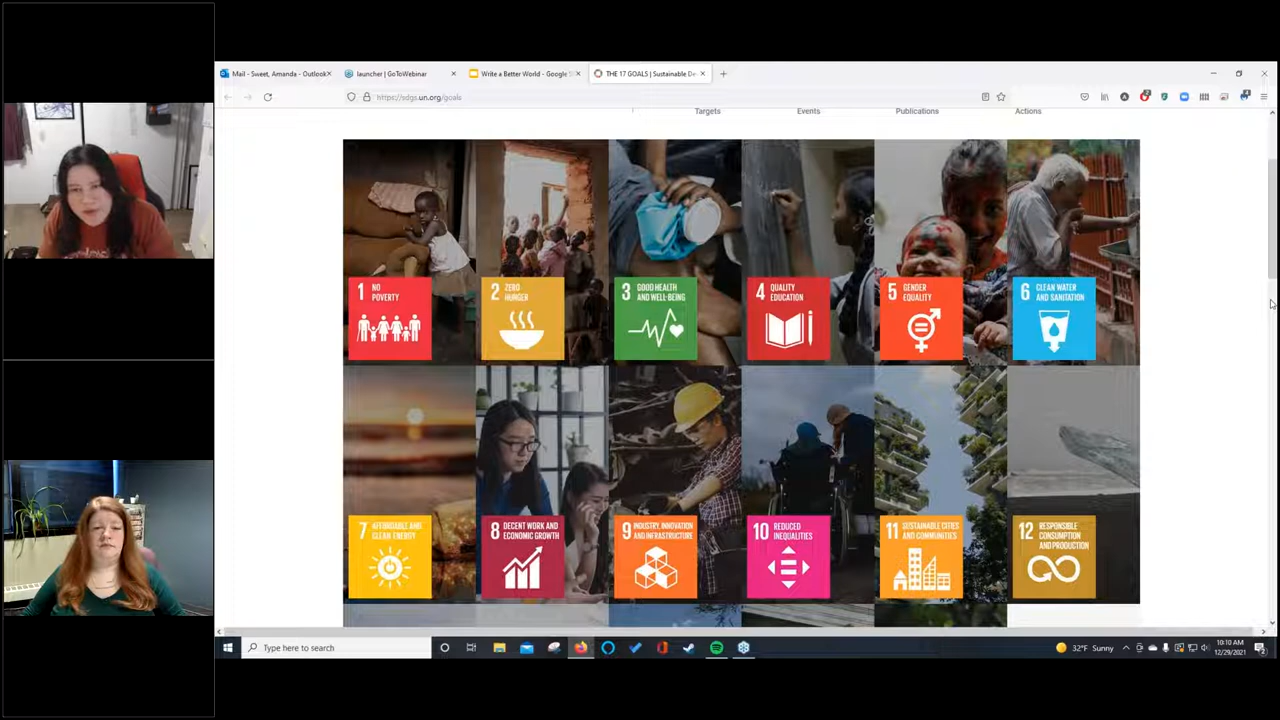 Mail - Sweet, Amanda - Outlook
launcher | GoToWebinar
Write a Better World - Google
THE 17 GOALS | Sustainable De
https://sdgs.un.org/goals
Targets
Events
Publications
Actions
1 NO
POVERTY
2 ZERO
HUNGER
3 GOOD HEALTH
AND WELL-BEING
4 QUALITY
EDUCATION
5 GENDER
EQUALITY
6 CLEAN WATER
AND SANITATION
7 AFFORDABLE AND
CLEAN ENERGY
8 DECENT WORK AND
ECONOMIC GROWTH
9 INDUSTRY, INNOVATION
AND INFRASTRUCTURE
10 REDUCED
INEQUALITIES
11 SUSTAINABLE CITIES
AND COMMUNITIES
12 RESPONSIBLE
CONSUMPTION
AND PRODUCTION
Type here to search
32°F Sunny
10:10 AM
12/29/2021